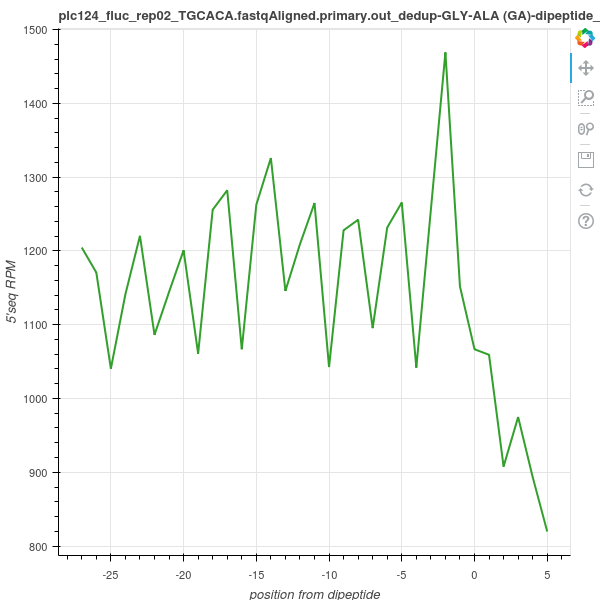 plc124_fluc_rep02_TGCACA.fastqAligned.primary.out_dedup-GLY-ALA (GA)-dipeptide_
1500
1400
1300
1200
1100
1000
900
800
5'seq RPM
-25 -20 -15 -10 -5 0 5
position from dipeptide